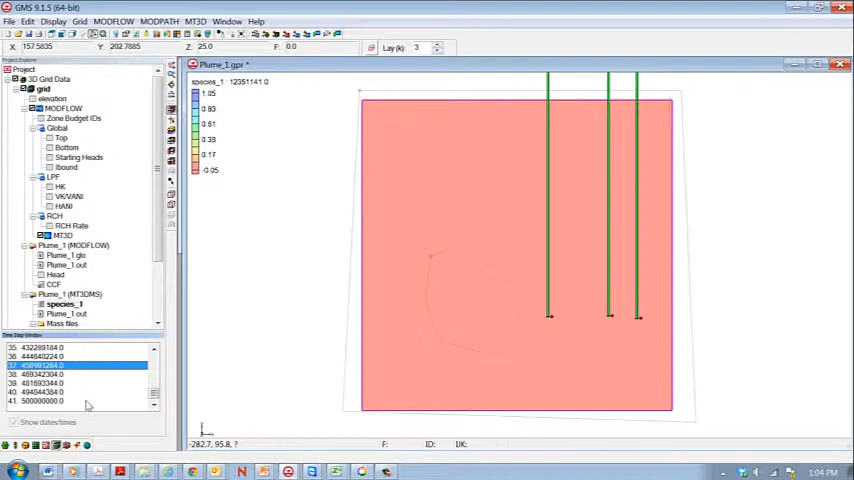 GMS 9.1.5 (64-bit)
File Edit Display Grid MODFLOW MODPATH MT3D Window Help
X: 157.5835 Y: 202.7885 Z: 25.0 F: 0.0 Lay (k): 3
Project Explorer
Plume_1.gpr *
Project
3D Grid Data
grid
elevation
MODFLOW
Zone Budget IDs
Global
Top
Bottom
Starting Heads
Ibound
LPF
HK
VK/VANI
HANI
RCH
RCH Rate
MT3D
Plume_1 (MODFLOW)
Plume_1.glo
Plume_1.out
Head
CCF
Plume_1 (MT3DMS)
species_1
Plume_1.out
Mass files
species_1 : 12351141.0
1.05
0.83
0.61
0.39
0.17
-0.05
Time Step Window
35. 432289184.0
36. 444640224.0
37. 456991264.0
38. 469342304.0
39. 481693344.0
40. 494044384.0
41. 500000000.0
Show dates/times
-282.7, 95.8, ?
F:
ID:
IJK:
1:04 PM